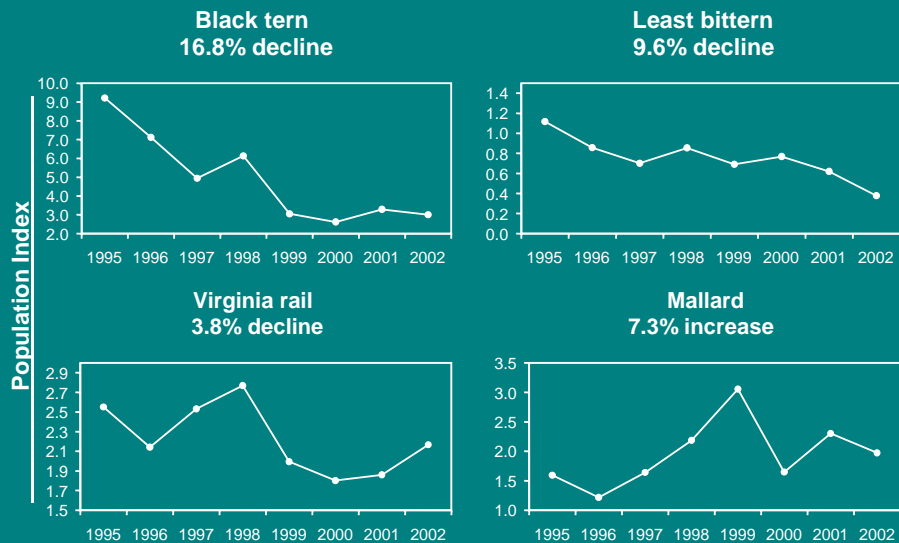 Black tern
16.8% decline
10.0
9.0
8.0
7.0
6.0
5.0
4.0
3.0
2.0
1995 1996 1997 1998 1999 2000 2001 2002
Least bittern
9.6% decline
1.4
1.2
1.0
0.8
0.6
0.4
0.2
0.0
1995 1996 1997 1998 1999 2000 2001 2002
Population Index
Virginia rail
3.8% decline
2.9
2.7
2.5
2.3
2.1
1.9
1.7
1.5
1995 1996 1997 1998 1999 2000 2001 2002
Mallard
7.3% increase
3.5
3.0
2.5
2.0
1.5
1.0
1995 1996 1997 1998 1999 2000 2001 2002